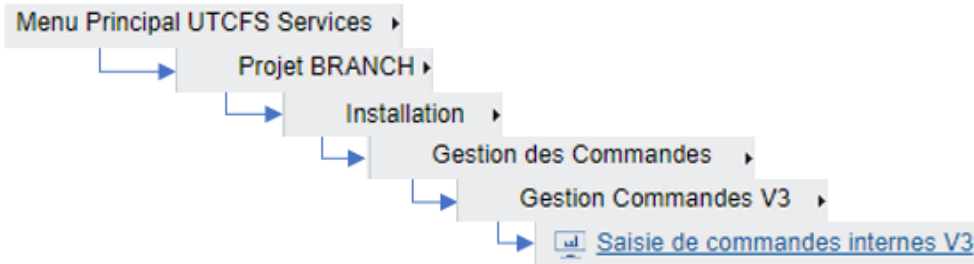 Menu Principal UTCFS Services
Projet BRANCH
Installation
Gestion des Commandes
Gestion Commandes V3
Saisie de commandes internes V3